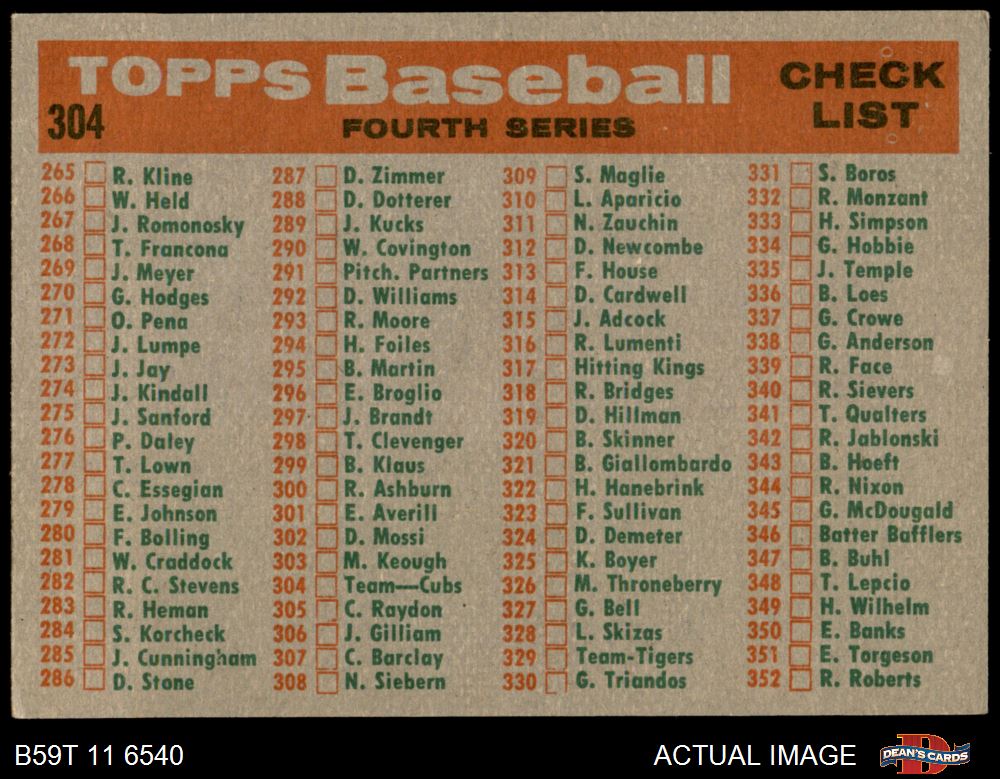 TOPPS Baseball
CHECK LIST
304
FOURTH SERIES
265 R. Kline
266 W. Held
267 J. Romonosky
268 T. Francona
269 J. Meyer
270 G. Hodges
271 O. Pena
272 J. Lumpe
273 J. Jay
274 J. Kindall
275 J. Sanford
276 P. Daley
277 T. Lown
278 C. Essegian
279 E. Johnson
280 F. Bolling
281 W. Craddock
282 R. C. Stevens
283 R. Heman
284 S. Korcheck
285 J. Cunningham
286 D. Stone
287 D. Zimmer
288 D. Dotterer
289 J. Kucks
290 W. Covington
291 Pitch. Partners
292 D. Williams
293 R. Moore
294 H. Foiles
295 B. Martin
296 E. Broglio
297 J. Brandt
298 T. Clevenger
299 B. Klaus
300 R. Ashburn
301 E. Averill
302 D. Mossi
303 M. Keough
304 Team—Cubs
305 C. Raydon
306 J. Gilliam
307 C. Barclay
308 N. Siebern
309 S. Maglie
310 L. Aparicio
311 N. Zauchin
312 D. Newcombe
313 F. House
314 D. Cardwell
315 J. Adcock
316 R. Lumenti
317 Hitting Kings
318 R. Bridges
319 D. Hillman
320 B. Skinner
321 B. Giallombardo
322 H. Hanebrink
323 F. Sullivan
324 D. Demeter
325 K. Boyer
326 M. Throneberry
327 G. Bell
328 L. Skizas
329 Team-Tigers
330 G. Triandos
331 S. Boros
332 R. Monzant
333 H. Simpson
334 G. Hobbie
335 J. Temple
336 B. Loes
337 G. Crowe
338 G. Anderson
339 R. Face
340 R. Sievers
341 T. Qualters
342 R. Jablonski
343 B. Hoeft
344 R. Nixon
345 G. McDougald
346 Batter Bafflers
347 B. Buhl
348 T. Lepcio
349 H. Wilhelm
350 E. Banks
351 E. Torgeson
352 R. Roberts
B59T 11 6540
ACTUAL IMAGE
DEAN'S CARDS